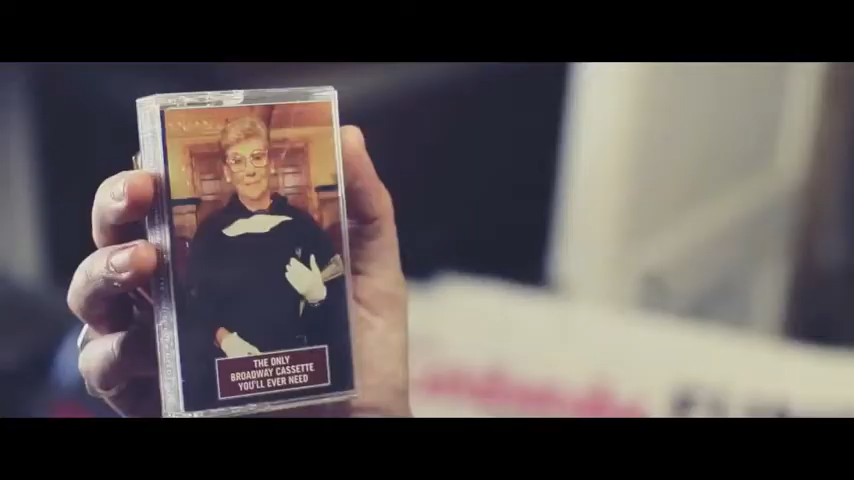 THE ONLY
BROADWAY CASSETTE
YOU'LL EVER NEED